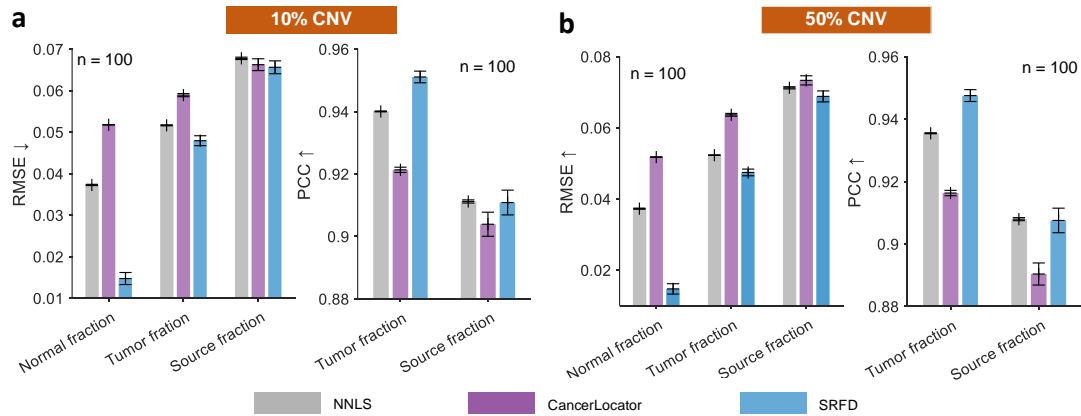 a
10% CNV
0.07
0.06
0.05
0.04
0.03
0.02
0.01
RMSE ↓
n = 100
Normal fraction
Tumor fration
Source fraction
0.96
0.94
0.92
0.9
0.88
PCC ↑
n = 100
Tumor fraction
Source fraction
b
50% CNV
0.08
0.06
0.04
0.02
RMSE ↑
n = 100
Normal fraction
Tumor fraction
Source fraction
0.96
0.94
0.92
0.9
0.88
PCC ↑
n = 100
Tumor fraction
Source fraction
NNLS
CancerLocator
SRFD